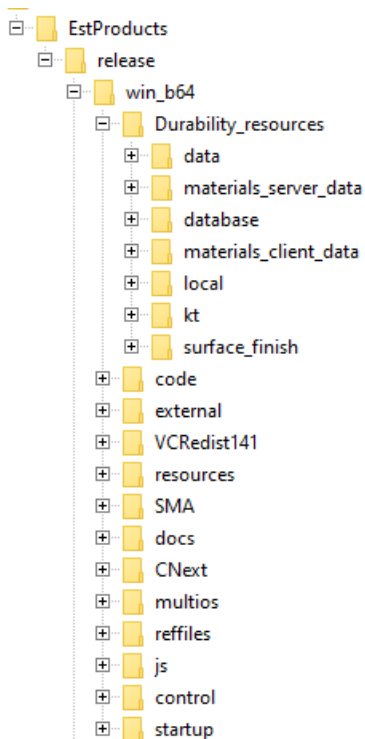 EstProducts
release
win_b64
Durability_resources
data
materials_server_data
database
materials_client_data
local
kt
surface_finish
code
external
VCRedist141
resources
SMA
docs
CNext
multios
reffiles
js
control
startup